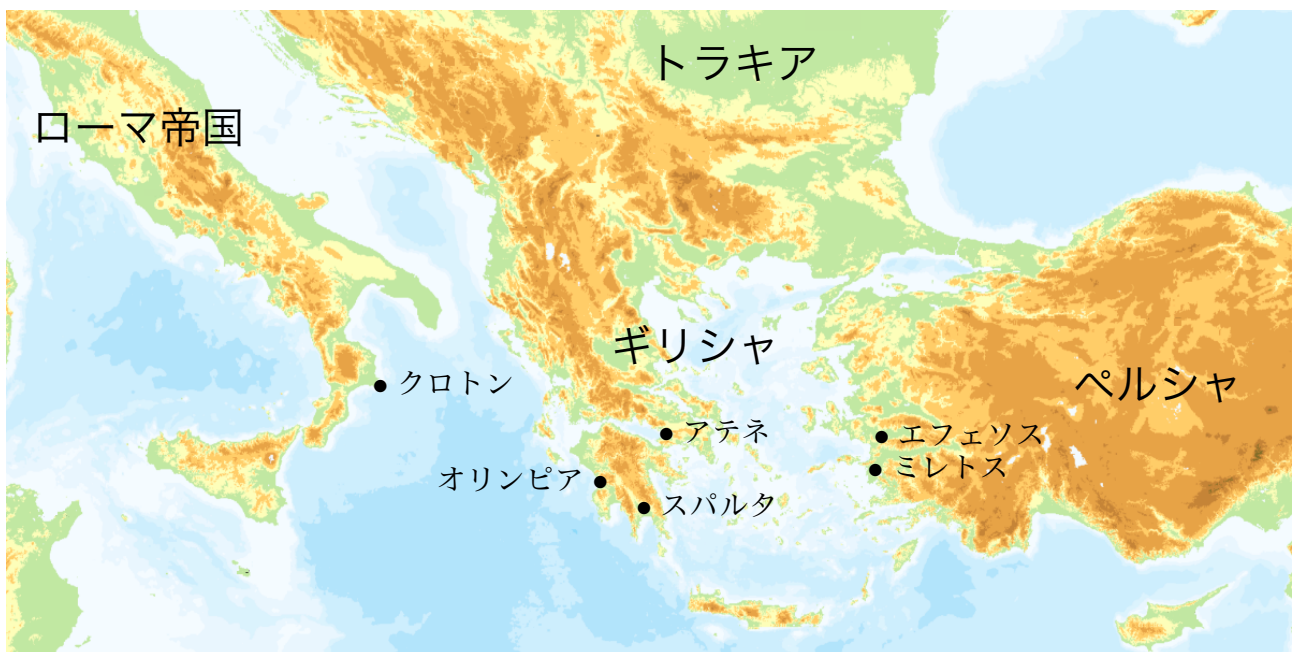 トラキア
ローマ帝国
ギリシャ
ペルシャ
クロトン
アテネ
エフェソス
ミレトス
オリンピア
スパルタ